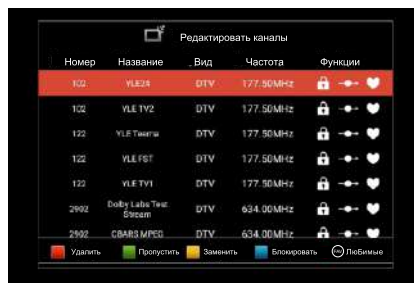 Редактировать каналы
Номер Название Вид Частота Функции
102 YLE24 DTV 177.50MHz
102 YLE TV2 DTV 177.50MHz
122 YLE Teema DTV 177.50MHz
122 YLE FST DTV 177.50MHz
122 YLE TV1 DTV 177.50MHz
2902 Dolby Labs Test Stream DTV 634.00MHz
2902 CBARS MPEG DTV 634.00MHz
Удалить Пропустить Заменить Блокировать ЛюБимые